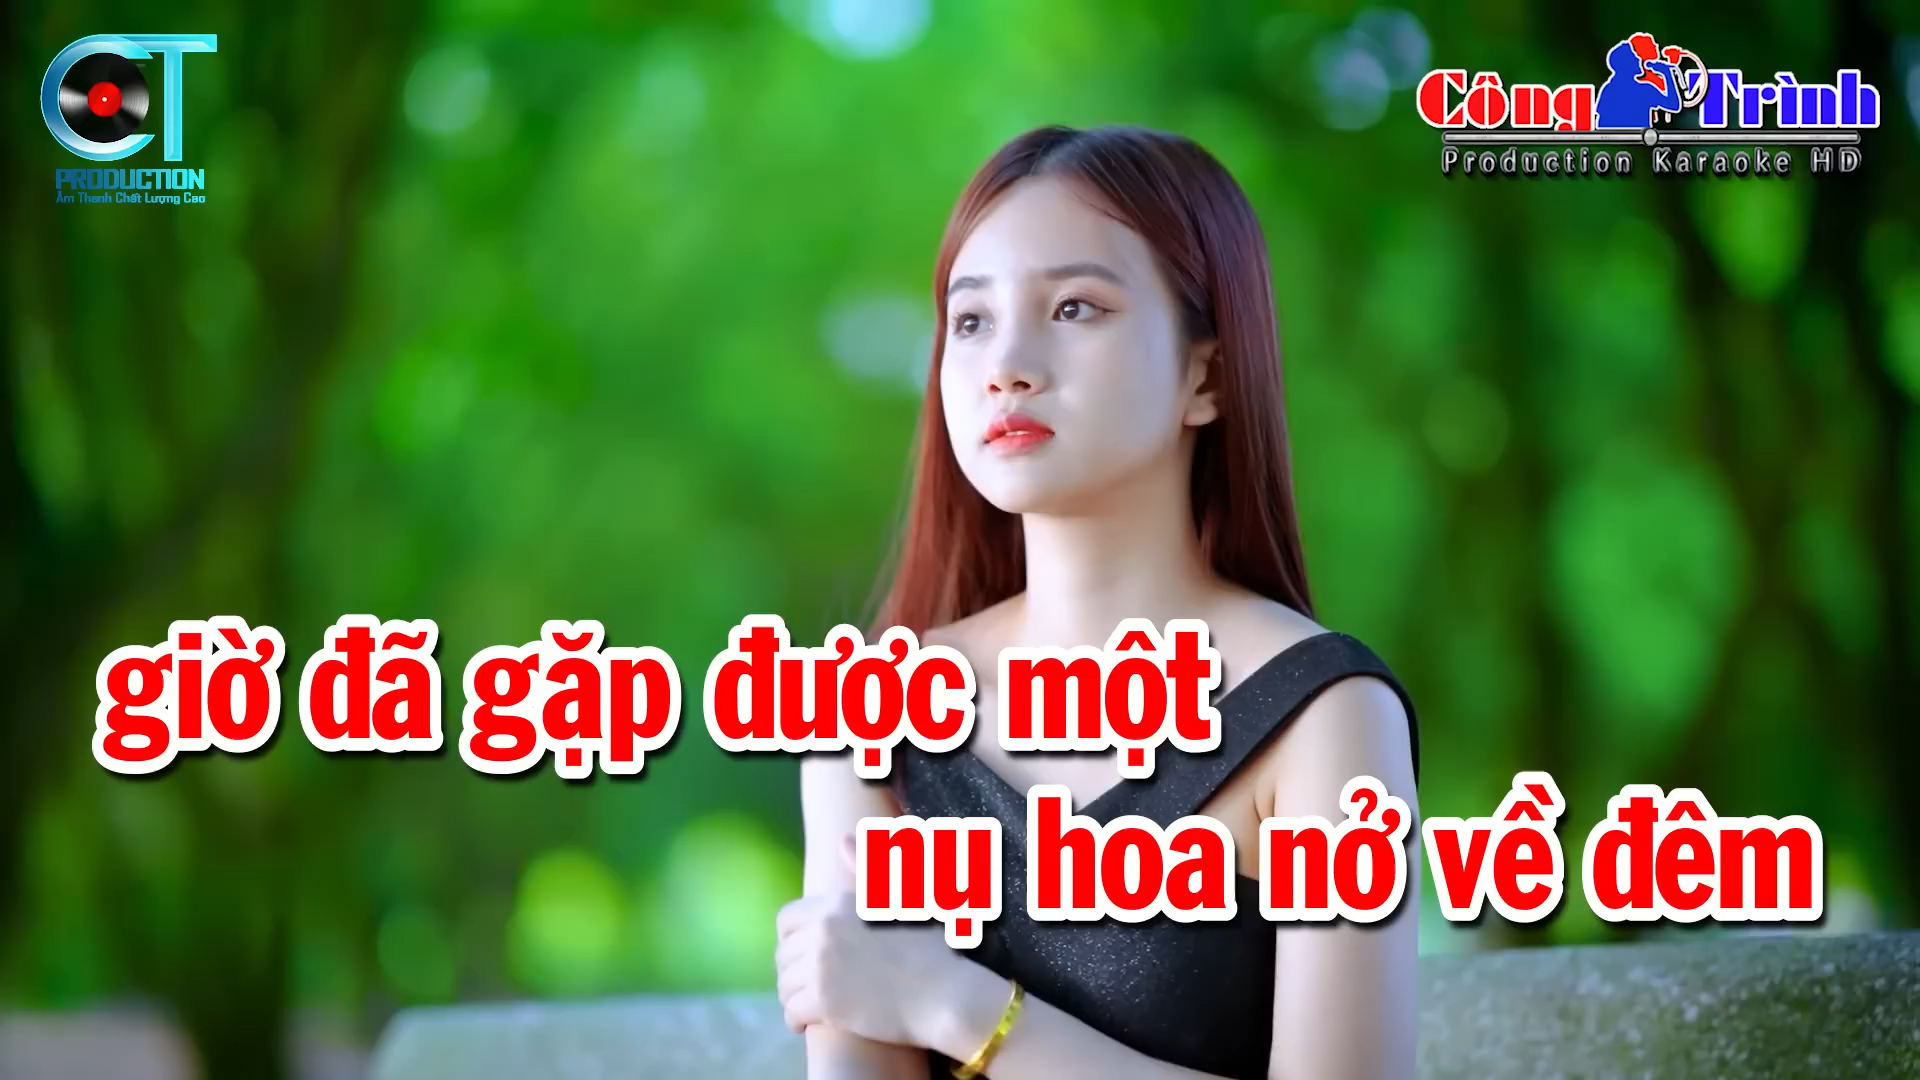 CT
PRODUCTION
Âm Thanh Chất Lượng Cao
Công Trình
Production Karaoke HD
giờ đã gặp được một
nụ hoa nở về đêm